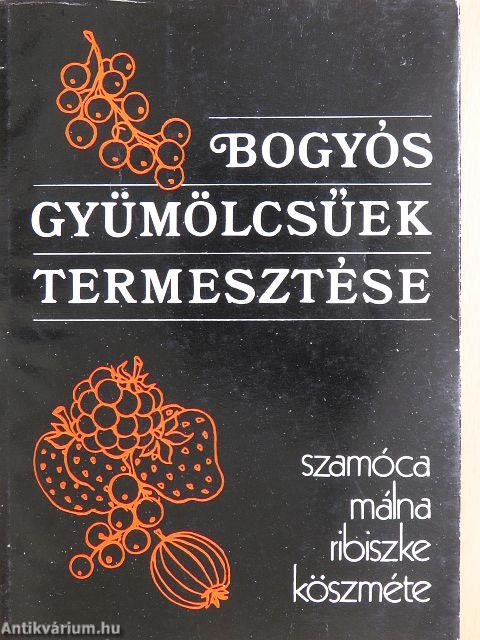 BOGYÓS
GYÜMÖLCSŰEK
TERMESZTÉSE
szamóca
málna
ribiszke
köszméte
Antikvárium.hu